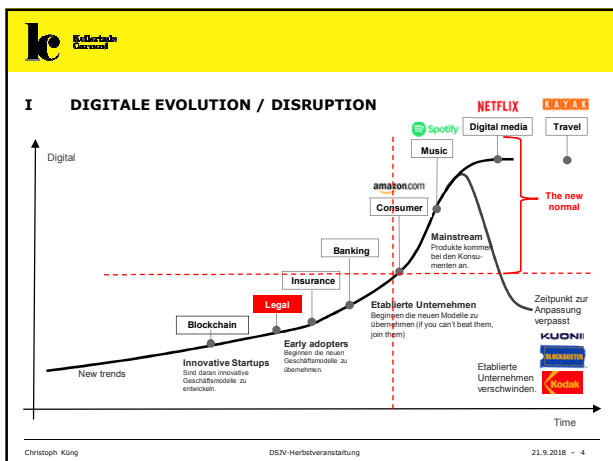 kc
Kellerhals
Carrard
I DIGITALE EVOLUTION / DISRUPTION
NETFLIX
KAYAK
Digital
Spotify
Digital media
Travel
Music
amazon.com
The new
normal
Consumer
Mainstream
Produkte kommen
bei den Konsu-
menten an.
Banking
Insurance
Legal
Etablierte Unternehmen
Beginnen die neuen Modelle zu
übernehmen (if you can't beat them,
join them)
Zeitpunkt zur
Anpassung
verpasst
Blockchain
Early adopters
Beginnen die neuen
Geschäftsmodelle zu
übernehmen.
KUONI
BLOCKBUSTER
Kodak
Innovative Startups
Sind daran innovative
Geschäftsmodelle zu
entwickeln.
Etablierte
Unternehmen
verschwinden.
New trends
Time
Christoph Küng
DSJV-Herbstveranstaltung
21.9.2018 – 4